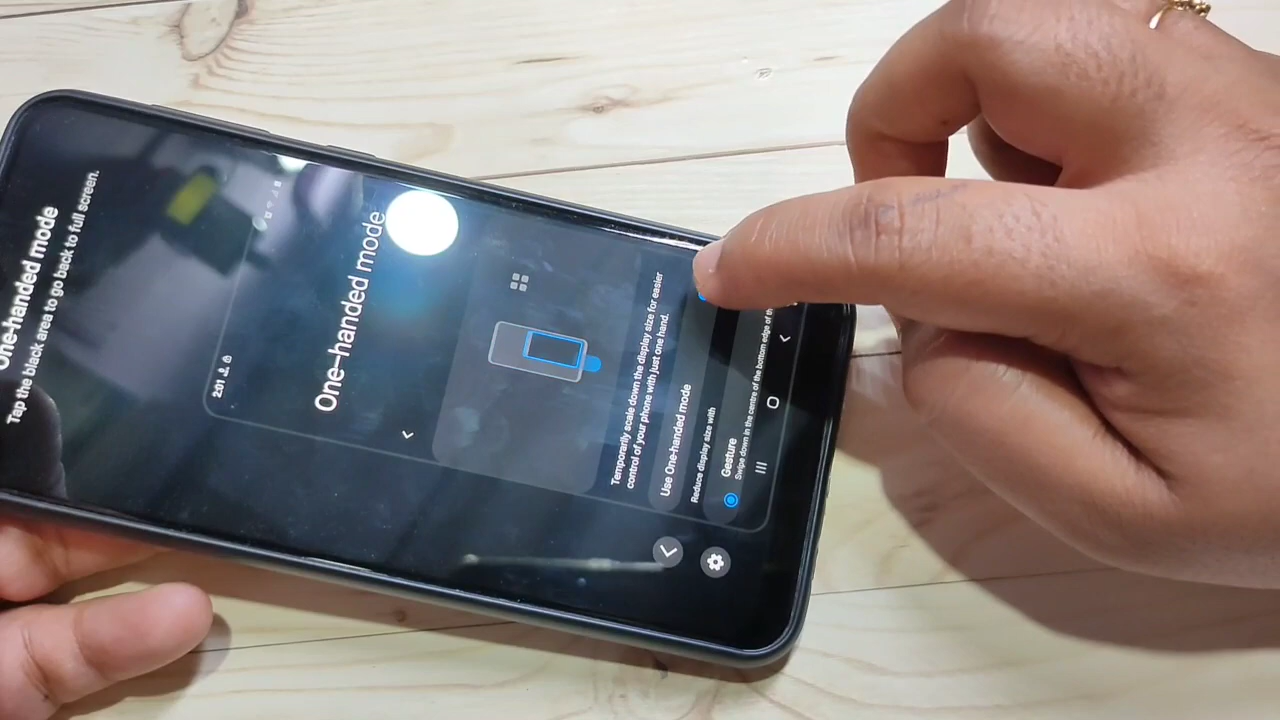 One-handed mode
Tap the black area to go back to full screen.
2:01
One-handed mode
Temporarily scale down the display size for easier
control of your phone with just one hand.
Use One-handed mode
Reduce display size with
Gesture
Swipe down in the centre of the bottom edge of